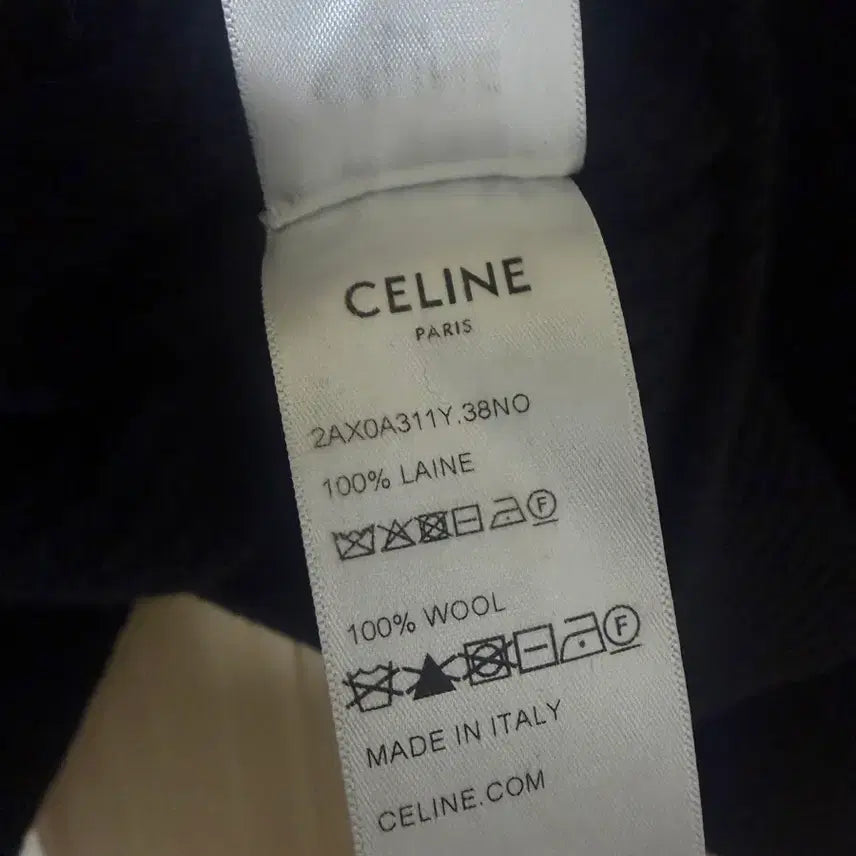 CELINE
PARIS
2AX0A311Y.38NO
100% LAINE
F
100% WOOL
F
MADE IN ITALY
CELINE.COM